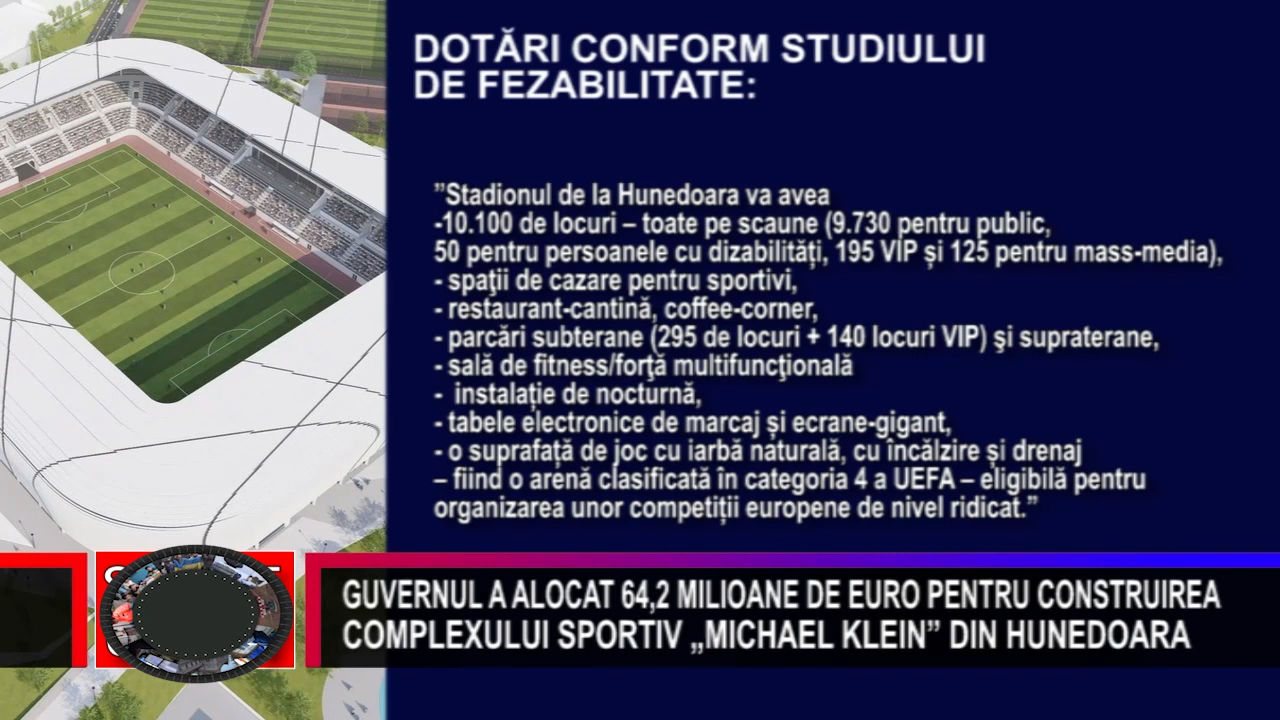 DOTĂRI CONFORM STUDIULUI
DE FEZABILITATE:
”Stadionul de la Hunedoara va avea
-10.100 de locuri – toate pe scaune (9.730 pentru public,
50 pentru persoanele cu dizabilități, 195 VIP și 125 pentru mass-media),
- spaţii de cazare pentru sportivi,
- restaurant-cantină, coffee-corner,
- parcări subterane (295 de locuri + 140 locuri VIP) şi supraterane,
- sală de fitness/forţă multifuncţională
-  instalație de nocturnă,
- tabele electronice de marcaj și ecrane-gigant,
- o suprafață de joc cu iarbă naturală, cu încălzire și drenaj
– fiind o arenă clasificată în categoria 4 a UEFA – eligibilă pentru
organizarea unor competiții europene de nivel ridicat.”
GUVERNUL A ALOCAT 64,2 MILIOANE DE EURO PENTRU CONSTRUIREA
COMPLEXULUI SPORTIV „MICHAEL KLEIN” DIN HUNEDOARA